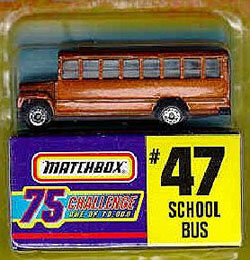 MATCHBOX
75 CHALLENGE
ONE OF 10,000
#47
SCHOOL
BUS